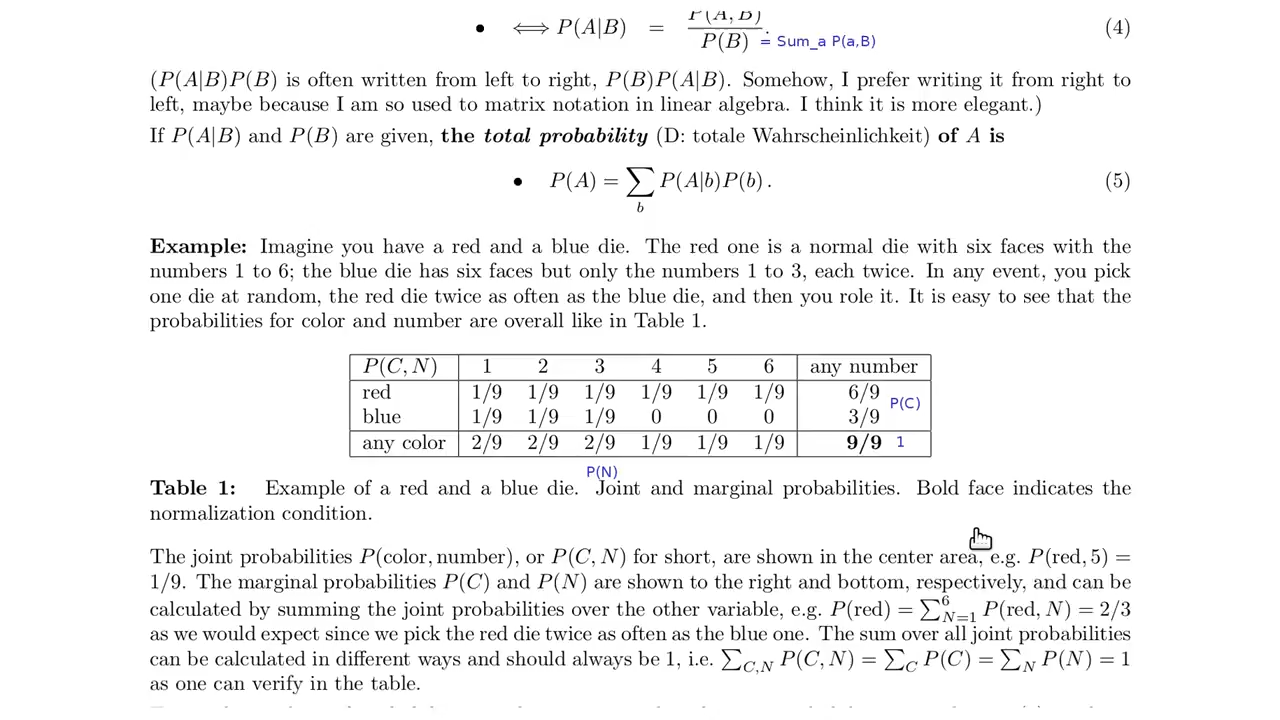 • ⟺ P(A|B) = P(A, B) / P(B) . = Sum_a P(a,B) (4)
(P(A|B)P(B) is often written from left to right, P(B)P(A|B). Somehow, I prefer writing it from right to
left, maybe because I am so used to matrix notation in linear algebra. I think it is more elegant.)
If P(A|B) and P(B) are given, the total probability (D: totale Wahrscheinlichkeit) of A is
• P(A) = ∑_b P(A|b)P(b) . (5)
Example: Imagine you have a red and a blue die. The red one is a normal die with six faces with the
numbers 1 to 6; the blue die has six faces but only the numbers 1 to 3, each twice. In any event, you pick
one die at random, the red die twice as often as the blue die, and then you role it. It is easy to see that the
probabilities for color and number are overall like in Table 1.
P(C, N) 1 2 3 4 5 6 any number
red 1/9 1/9 1/9 1/9 1/9 1/9 6/9
P(C)
blue 1/9 1/9 1/9 0 0 0 3/9
any color 2/9 2/9 2/9 1/9 1/9 1/9 9/9 1
P(N)
Table 1: Example of a red and a blue die. Joint and marginal probabilities. Bold face indicates the
normalization condition.
The joint probabilities P(color, number), or P(C, N) for short, are shown in the center area, e.g. P(red, 5) =
1/9. The marginal probabilities P(C) and P(N) are shown to the right and bottom, respectively, and can be
calculated by summing the joint probabilities over the other variable, e.g. P(red) = ∑_{N=1}^{6} P(red, N) = 2/3
as we would expect since we pick the red die twice as often as the blue one. The sum over all joint probabilities
can be calculated in different ways and should always be 1, i.e. ∑_{C,N} P(C, N) = ∑_C P(C) = ∑_N P(N) = 1
as one can verify in the table.